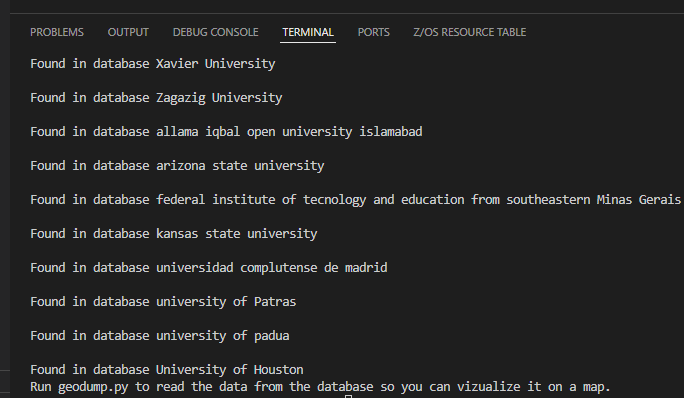 PROBLEMS OUTPUT DEBUG CONSOLE TERMINAL PORTS Z/OS RESOURCE TABLE
Found in database Xavier University
Found in database Zagazig University
Found in database allama iqbal open university islamabad
Found in database arizona state university
Found in database federal institute of tecnology and education from southeastern Minas Gerais
Found in database kansas state university
Found in database universidad complutense de madrid
Found in database university of Patras
Found in database university of padua
Found in database University of Houston
Run geodump.py to read the data from the database so you can vizualize it on a map.